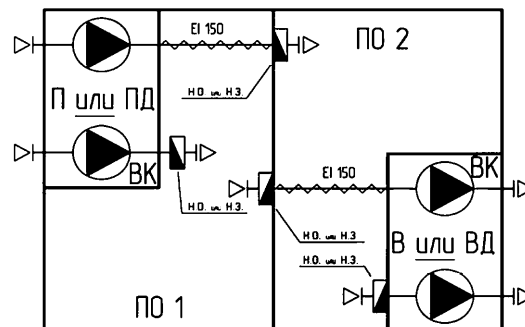 EI 150
ПО 2
Н.О. или Н.З.
П или ПД
ВК
EI 150
ВК
Н.О. или Н.З.
Н.О. или Н.З.
В или ВД
Н.О. или Н.З.
ПО 1